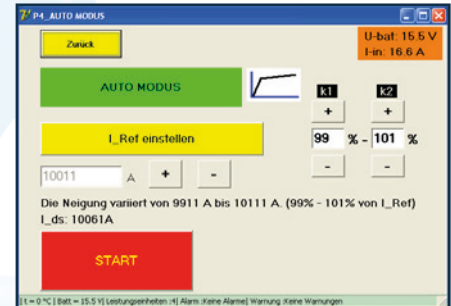 P4_AUTO MODUS
Zurück
U-bat: 15.5 V
I-in: 16.6 A
AUTO MODUS
k1 k2
+ +
I_Ref einstellen
99 % - 101 %
- -
10011 A + -
Die Neigung variiert von 9911 A bis 10111 A. (99% - 101% von I_Ref)
I_ds: 10061A
START
t = 0 °C | Batt = 15.5 V| Leistungseinheiten :4| Alarm :Keine Alarme| Warnung :Keine Warnungen